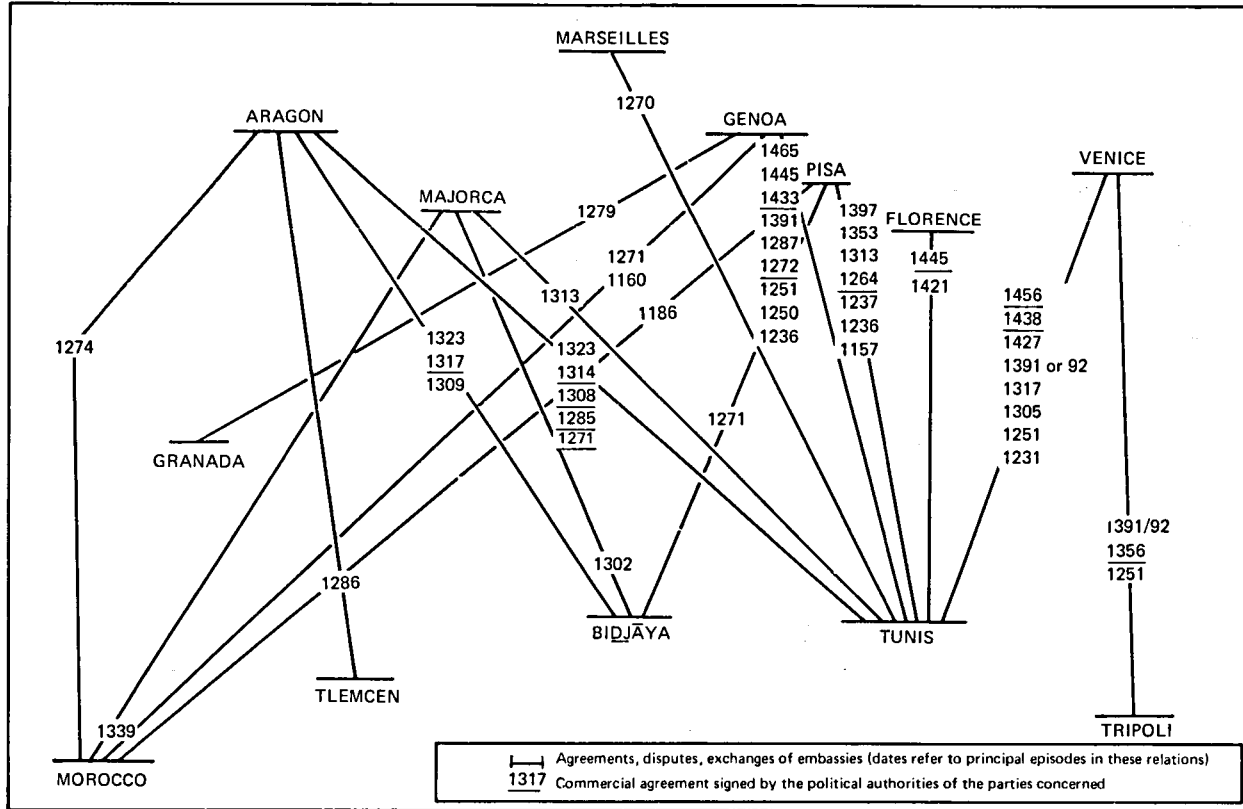 MARSEILLES
1270
ARAGON
GENOA
1465
1445
1433
1391
1287
1272
1251
1250
1236
VENICE
PISA
1397
1353
1313
1264
1237
1236
1157
MAJORCA
FLORENCE
1445
1421
1279
1271
1160
1186
1313
1274
1323
1317
1309
1323
1314
1308
1285
1271
1456
1438
1427
1391 or 92
1317
1305
1251
1231
1271
GRANADA
1391/92
1356
1251
1302
1286
BIDJĀYA
TUNIS
TLEMCEN
TRIPOLI
1339
MOROCCO
Agreements, disputes, exchanges of embassies (dates refer to principal episodes in these relations)
1317 Commercial agreement signed by the political authorities of the parties concerned